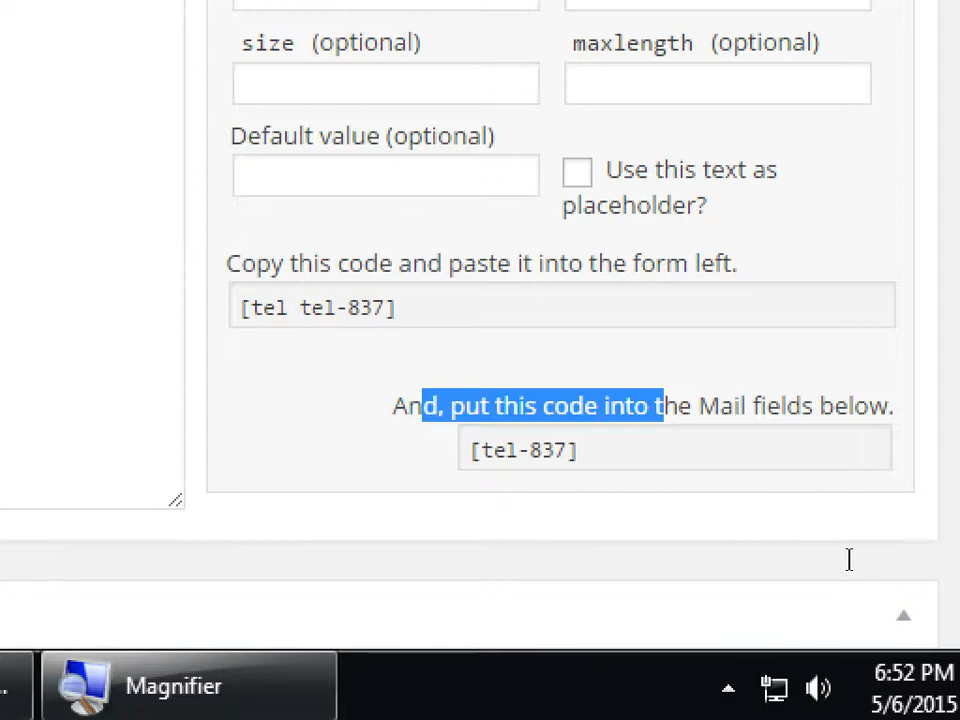 size (optional) maxlength (optional)
Default value (optional)
Use this text as
placeholder?
Copy this code and paste it into the form left.
[tel tel-837]
And, put this code into the Mail fields below.
[tel-837]
.. Magnifier 6:52 PM
5/6/2015